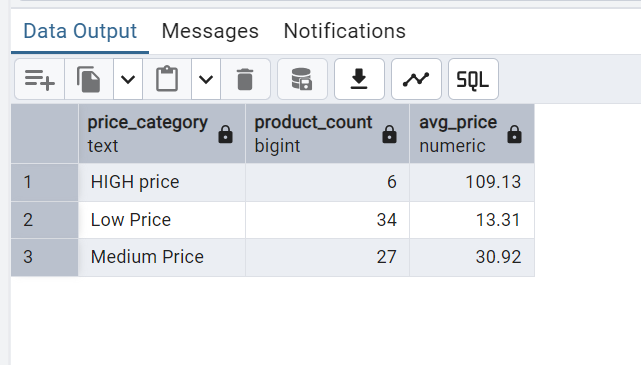 Data Output Messages Notifications
SQL
price_category product_count avg_price
text bigint numeric
1 HIGH price 6 109.13
2 Low Price 34 13.31
3 Medium Price 27 30.92